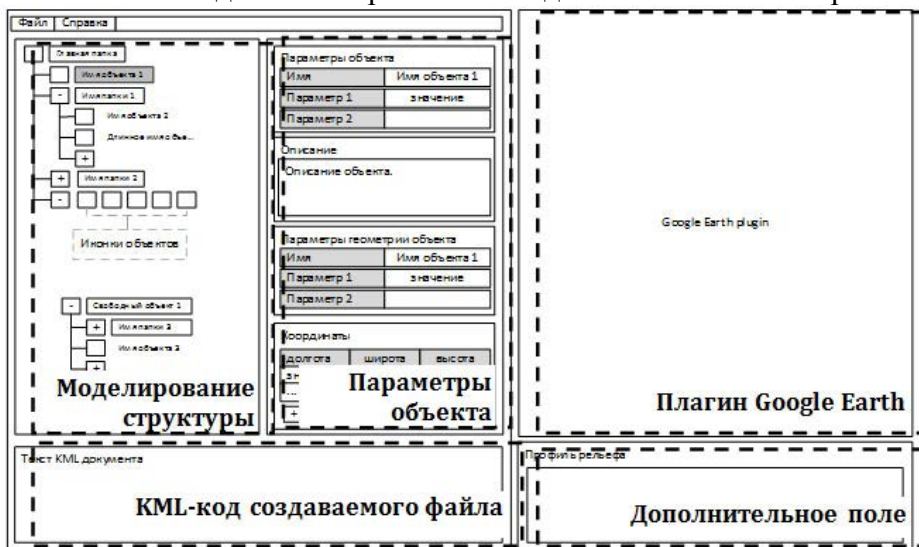 Файл Справка
Главная папка
Имя объекта 1
- Имя папки 1
Имя объекта 2
Длинное имя объе...
+
+ Имя папки 2
-
Иконки объектов
- Свободный объект 1
+ Имя папки 3
Имя объекта 3
+
Моделирование
структуры
Параметры объекта
Имя Имя объекта 1
Параметр 1 значение
Параметр 2
Описание
Описание объекта.
Параметры геометрии объекта
Имя Имя объекта 1
Параметр 1 значение
Параметр 2
Координаты
долгота широта высота
...
+
Параметры
объекта
Google Earth plugin
Плагин Google Earth
Текст KML документа
KML-код создаваемого файла
Профиль рельефа
Дополнительное поле